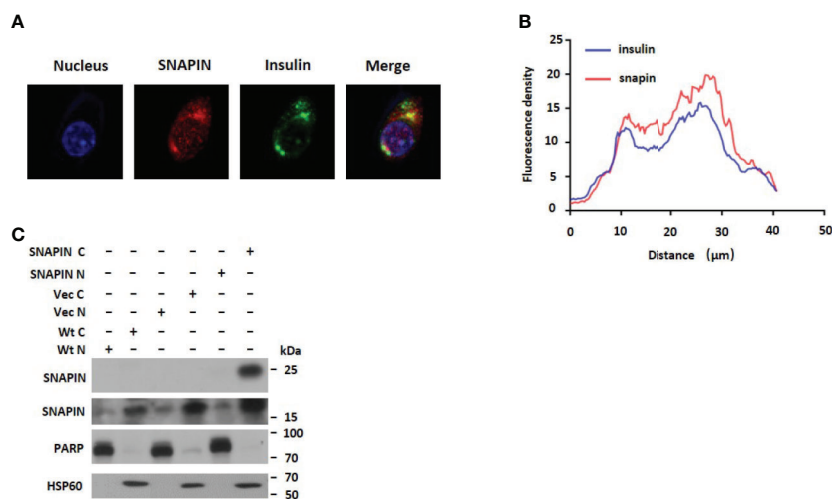 A
Nucleus SNAPIN Insulin Merge
B
Fluorescence density
25
20
15
10
5
0
insulin
snapin
0 10 20 30 40 50
Distance (μm)
C
SNAPIN C – – – – – +
SNAPIN N – – – – + –
Vec C – – – + – –
Vec N – – + – – –
Wt C – + – – – –
Wt N + – – – – –
kDa
SNAPIN – 25
SNAPIN – 15
PARP – 100
– 70
HSP60 – 70
– 50